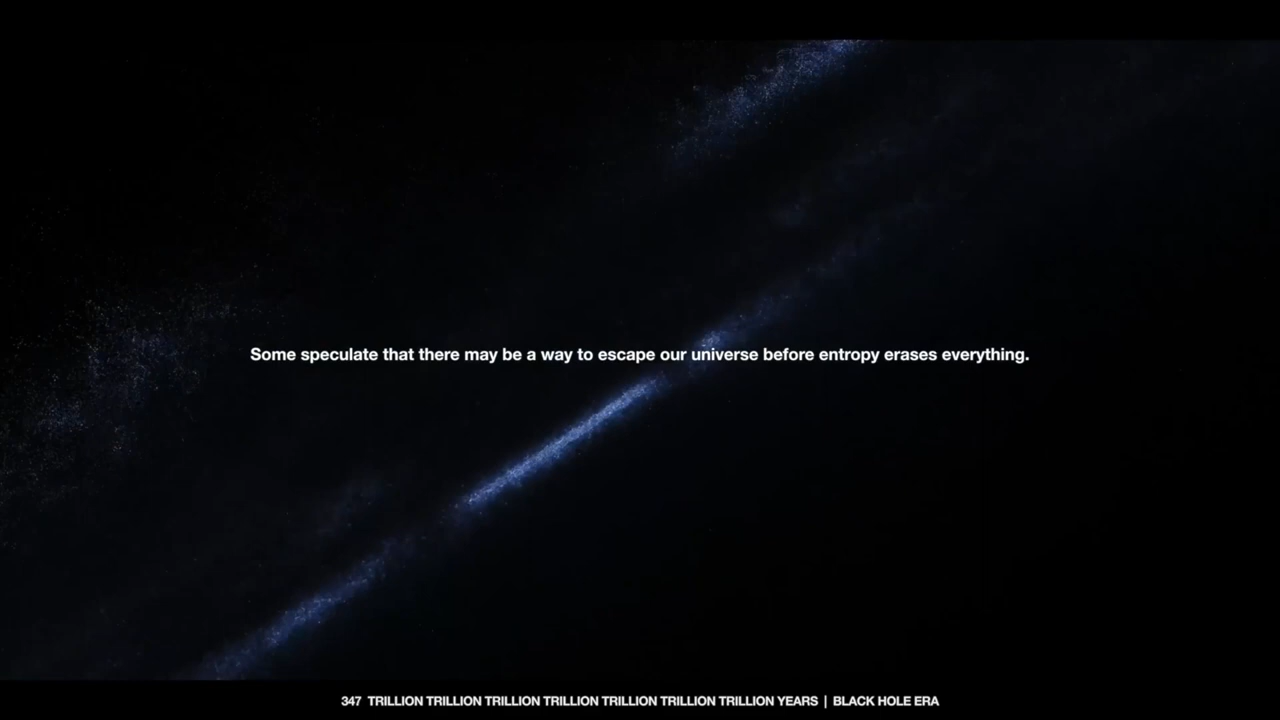 Some speculate that there may be a way to escape our universe before entropy erases everything.
347 TRILLION TRILLION TRILLION TRILLION TRILLION TRILLION TRILLION YEARS | BLACK HOLE ERA